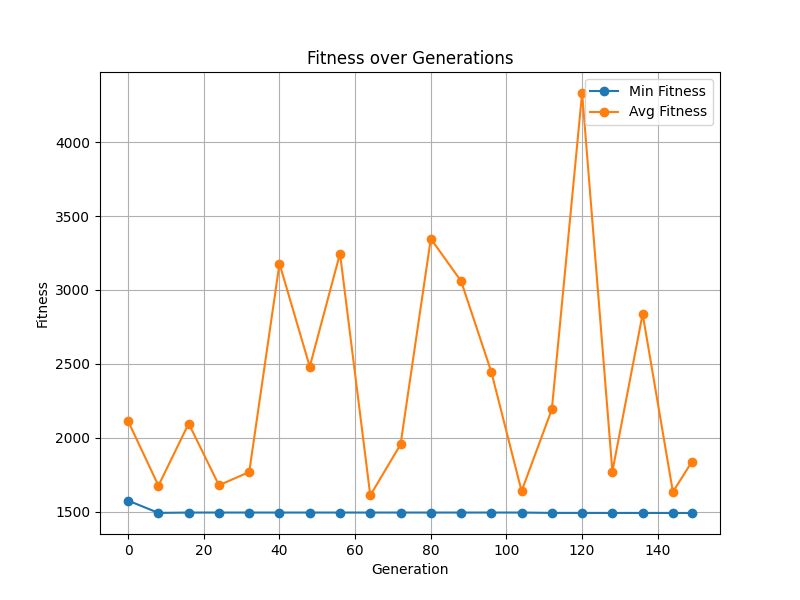 Fitness over Generations
Min Fitness
Avg Fitness
4000
3500
3000
2500
2000
1500
Fitness
0 20 40 60 80 100 120 140
Generation